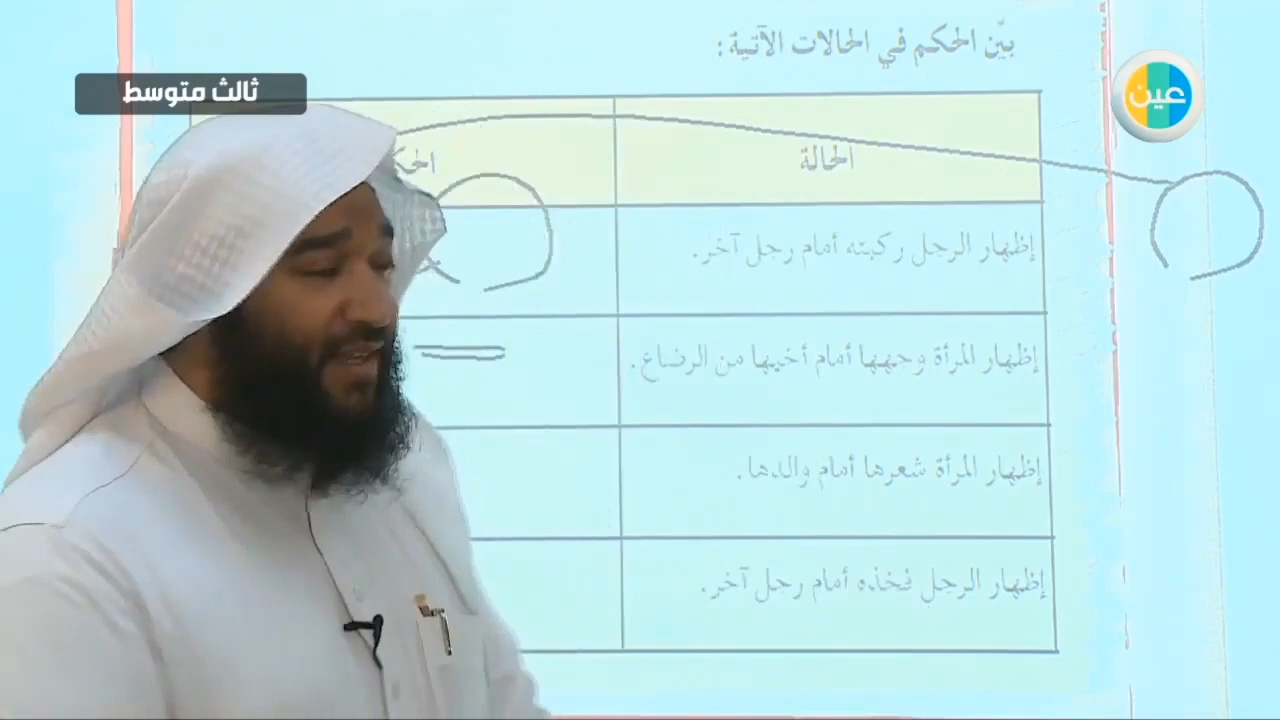 بيّن الحكم في الحالات الآتية:
ثالث متوسط
عين
الحالة
إظهار الرجل ركبته أمام رجل آخر.
إظهار المرأة وجهها أمام أخيها من الرضاع.
إظهار المرأة شعرها أمام والدها.
إظهار الرجل فخذه أمام رجل آخر.